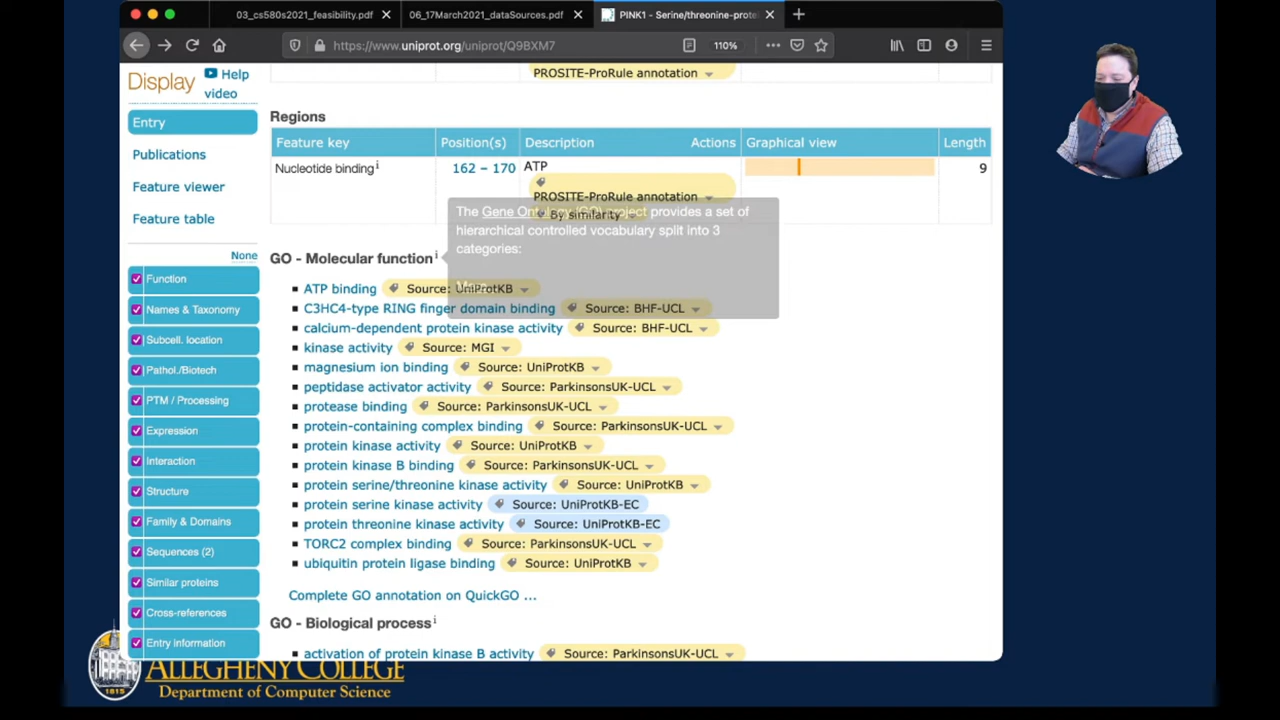 03_cs580s2021_feasibility.pdf
06_17March2021_dataSources.pdf
PINK1 - Serine/threonine-prote
https://www.uniprot.org/uniprot/Q9BXM7
110%
Display
Help
video
Entry
Publications
Feature viewer
Feature table
None
Function
Names & Taxonomy
Subcell. location
Pathol./Biotech
PTM / Processing
Expression
Interaction
Structure
Family & Domains
Sequences (2)
Similar proteins
Cross-references
Entry information
PROSITE-ProRule annotation
Regions
Feature key Position(s) Description Actions Graphical view Length
Nucleotide bindingi 162 – 170 ATP 9
PROSITE-ProRule annotation
By similarity
The Gene Ontology (GO) project provides a set of
hierarchical controlled vocabulary split into 3
categories:
More...
GO - Molecular functioni
ATP binding Source: UniProtKB
C3HC4-type RING finger domain binding Source: BHF-UCL
calcium-dependent protein kinase activity Source: BHF-UCL
kinase activity Source: MGI
magnesium ion binding Source: UniProtKB
peptidase activator activity Source: ParkinsonsUK-UCL
protease binding Source: ParkinsonsUK-UCL
protein-containing complex binding Source: ParkinsonsUK-UCL
protein kinase activity Source: UniProtKB
protein kinase B binding Source: ParkinsonsUK-UCL
protein serine/threonine kinase activity Source: UniProtKB
protein serine kinase activity Source: UniProtKB-EC
protein threonine kinase activity Source: UniProtKB-EC
TORC2 complex binding Source: ParkinsonsUK-UCL
ubiquitin protein ligase binding Source: UniProtKB
Complete GO annotation on QuickGO ...
GO - Biological processi
activation of protein kinase B activity Source: ParkinsonsUK-UCL
1815
ALLEGHENY COLLEGE
Department of Computer Science